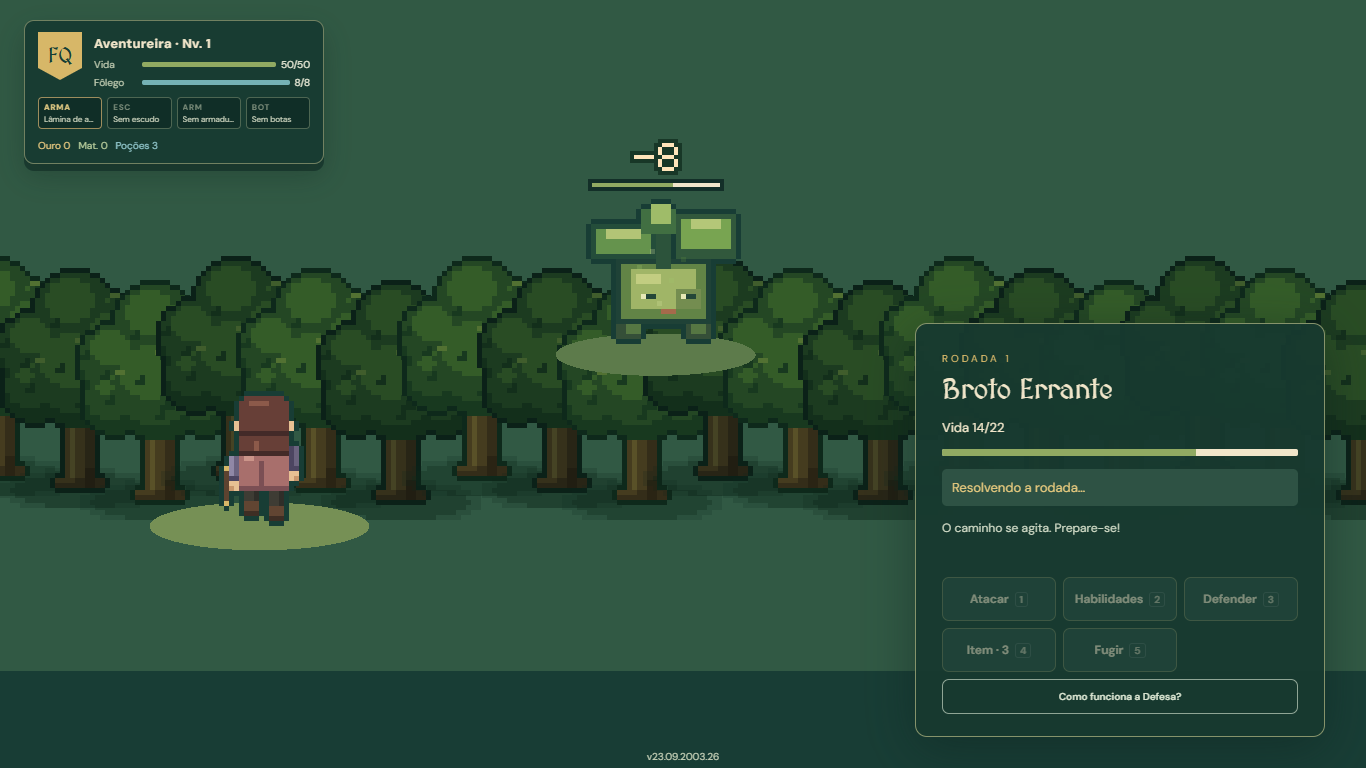 FQ
Aventureira · Nv. 1
Vida 50/50
Fôlego 8/8
ARMA ESC ARM BOT
Lâmina de a... Sem escudo Sem armadu... Sem botas
Ouro 0 Mat. 0 Poções 3
-8
RODADA 1
Broto Errante
Vida 14/22
Resolvendo a rodada...
O caminho se agita. Prepare-se!
Atacar 1 Habilidades 2 Defender 3
Item · 3 4 Fugir 5
Como funciona a Defesa?
v23.09.2003.26